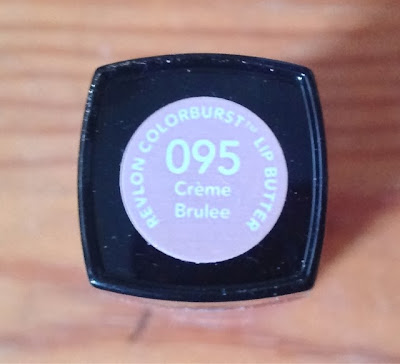 REVLON COLORBURST™ LIP BUTTER
095
Crème
Brulee